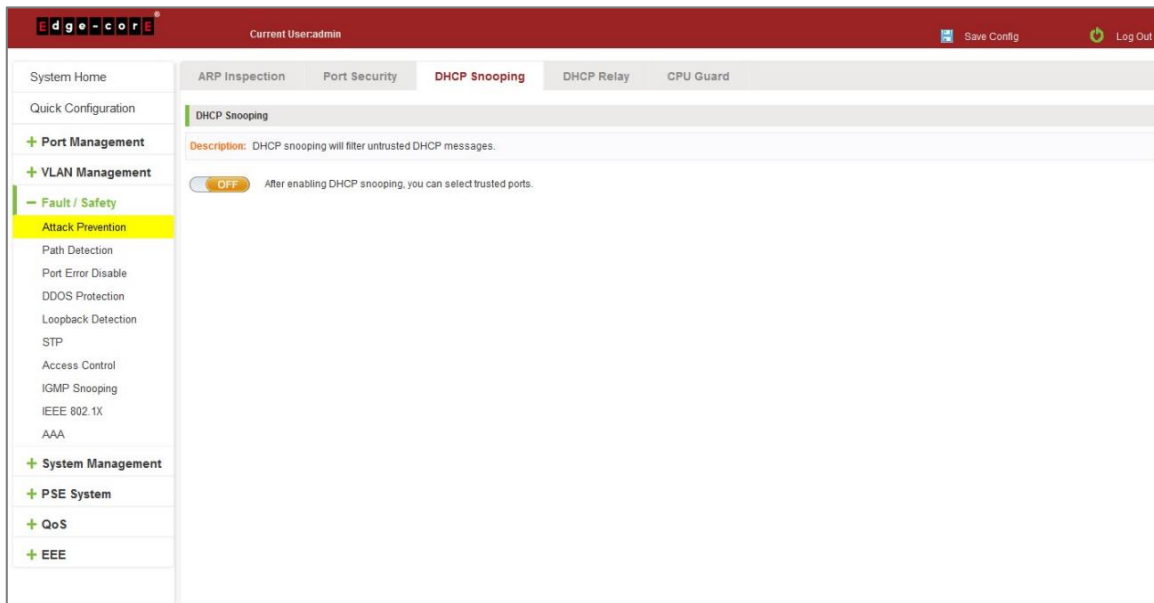 Edge-corE®
Current User:admin
Save Config
Log Out
System Home
Quick Configuration
+ Port Management
+ VLAN Management
− Fault / Safety
Attack Prevention
Path Detection
Port Error Disable
DDOS Protection
Loopback Detection
STP
Access Control
IGMP Snooping
IEEE 802.1X
AAA
+ System Management
+ PSE System
+ QoS
+ EEE
ARP Inspection
Port Security
DHCP Snooping
DHCP Relay
CPU Guard
DHCP Snooping
Description: DHCP snooping will filter untrusted DHCP messages.
OFF After enabling DHCP snooping, you can select trusted ports.